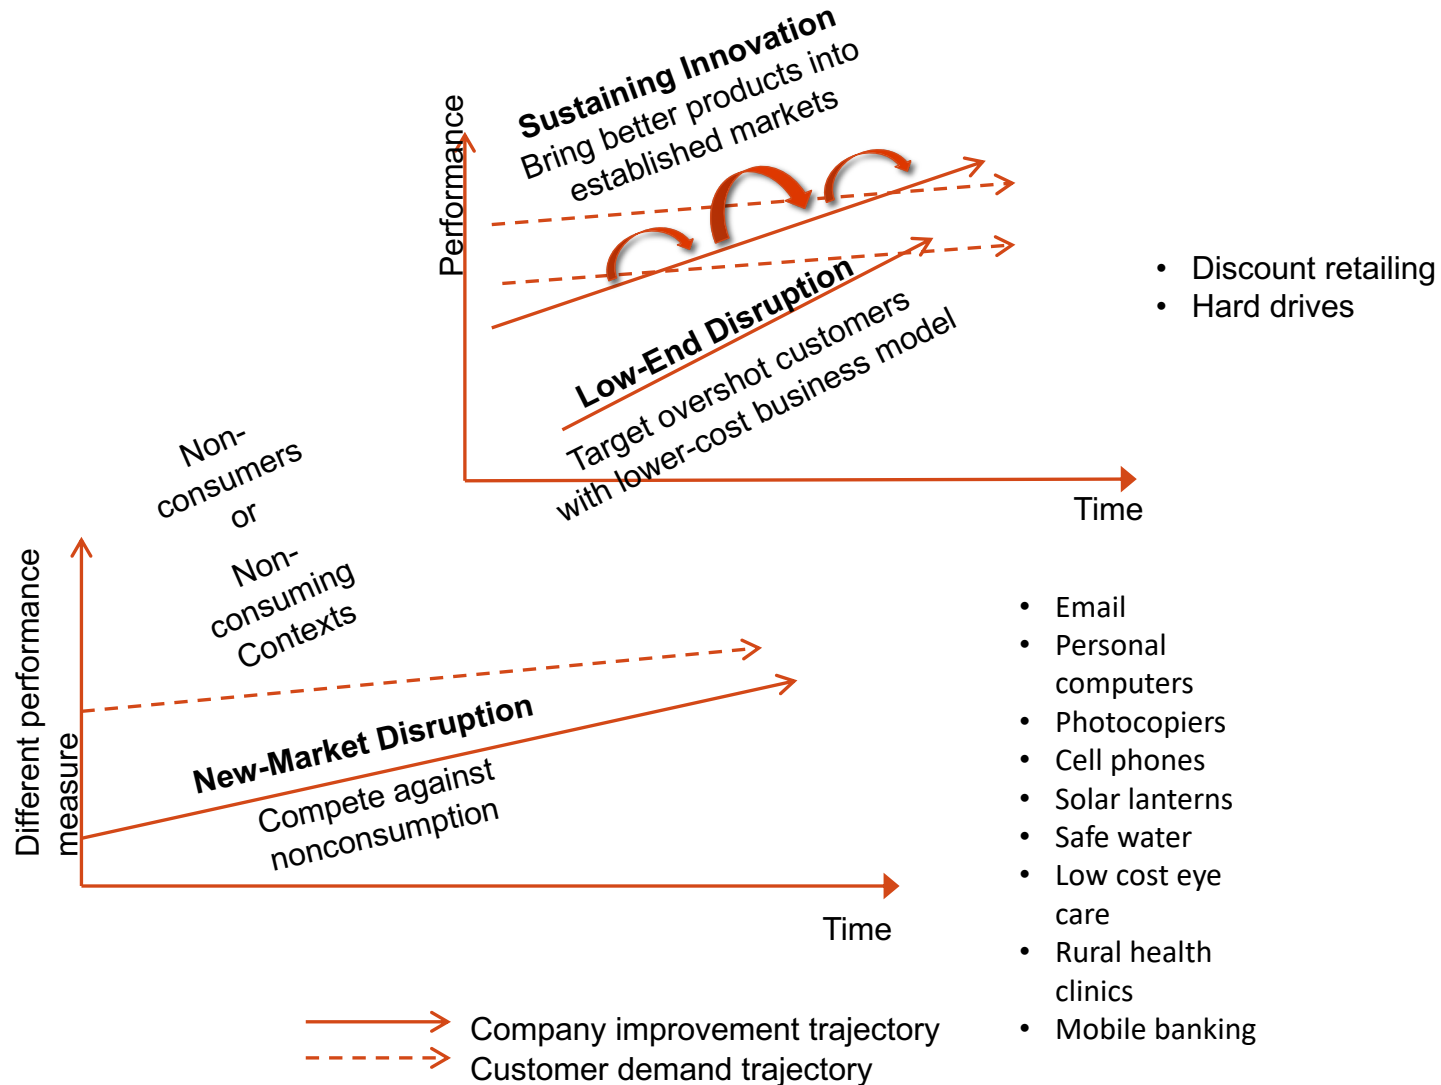 Sustaining Innovation
Bring better products into
established markets
Performance
Low-End Disruption
Target overshot customers
with lower-cost business model
Time
• Discount retailing
• Hard drives
Non-
consumers
or
Non-
consuming
Contexts
Different performance
measure
New-Market Disruption
Compete against
nonconsumption
Time
• Email
• Personal
computers
• Photocopiers
• Cell phones
• Solar lanterns
• Safe water
• Low cost eye
care
• Rural health
clinics
• Mobile banking
Company improvement trajectory
Customer demand trajectory